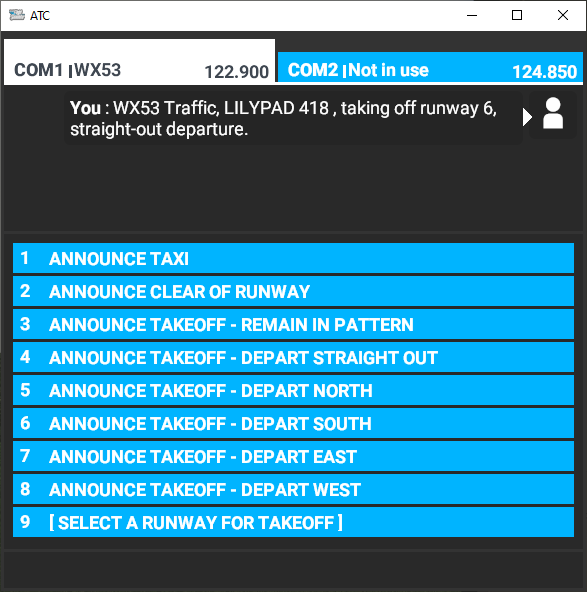 ATC
COM1 |WX53 122.900
COM2 |Not in use 124.850
You : WX53 Traffic, LILYPAD 418 , taking off runway 6,
straight-out departure.
1 ANNOUNCE TAXI
2 ANNOUNCE CLEAR OF RUNWAY
3 ANNOUNCE TAKEOFF - REMAIN IN PATTERN
4 ANNOUNCE TAKEOFF - DEPART STRAIGHT OUT
5 ANNOUNCE TAKEOFF - DEPART NORTH
6 ANNOUNCE TAKEOFF - DEPART SOUTH
7 ANNOUNCE TAKEOFF - DEPART EAST
8 ANNOUNCE TAKEOFF - DEPART WEST
9 [ SELECT A RUNWAY FOR TAKEOFF ]